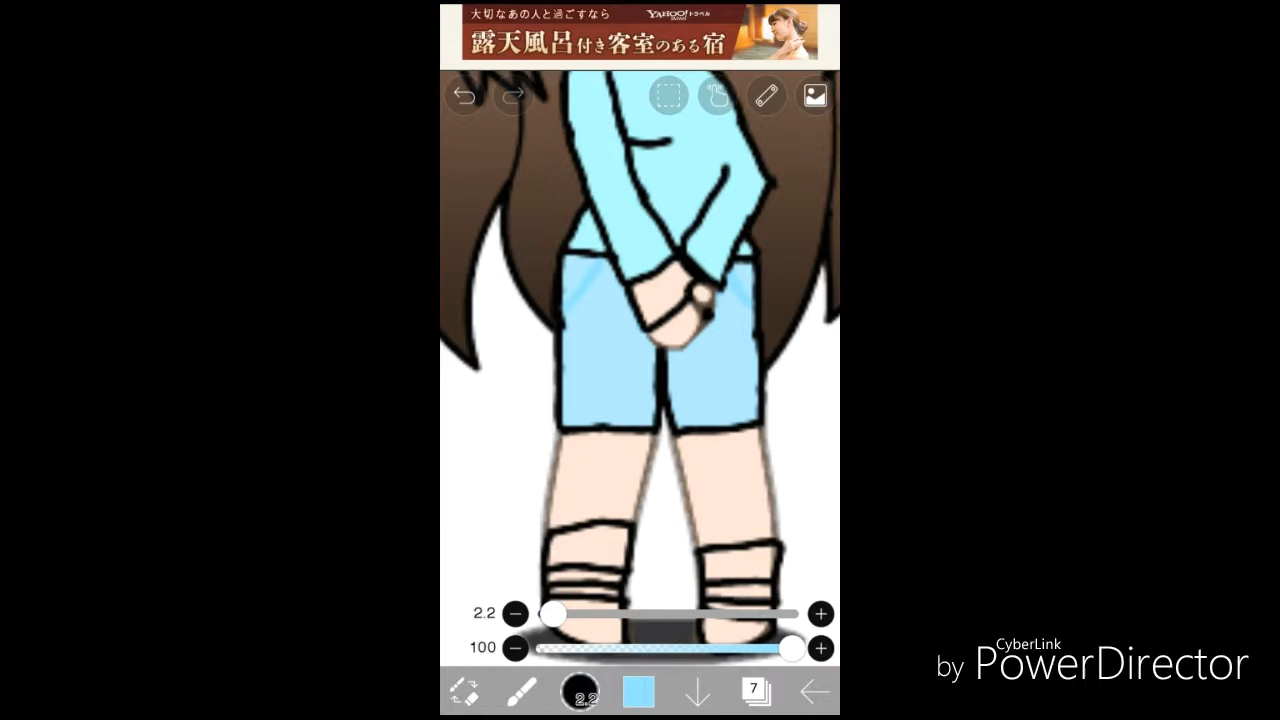 大切なあの人と過ごすなら
YAHOO! トラベル
JAPAN
露天風呂付き客室のある宿
2.2
100
2.2
7
CyberLink
by PowerDirector